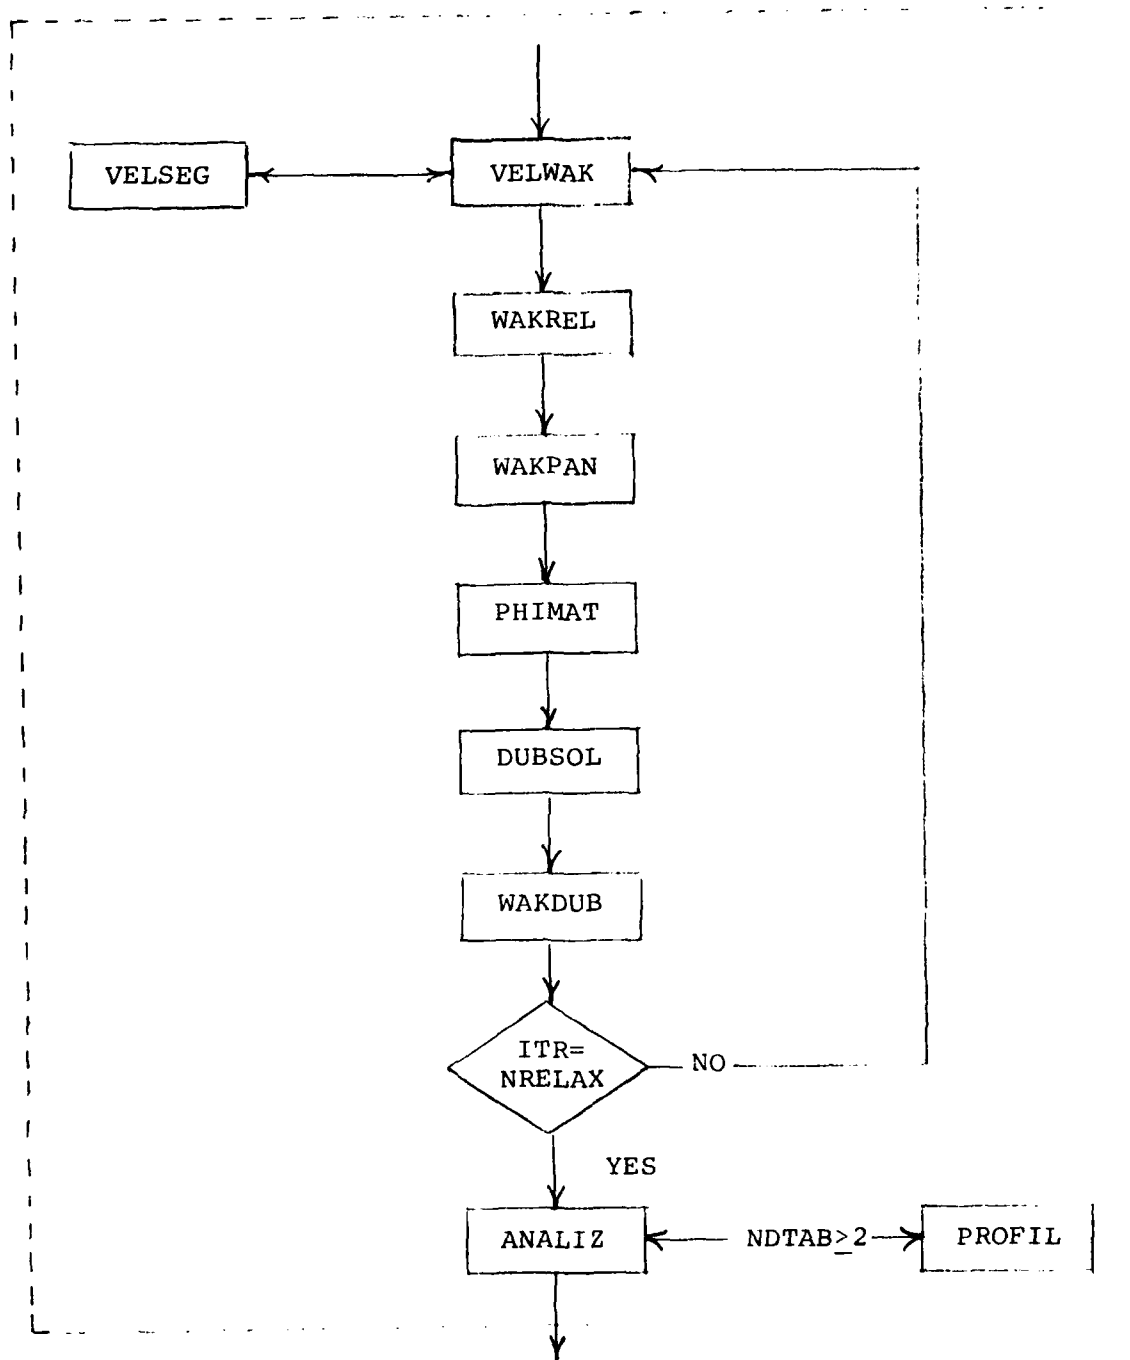 VELSEG
VELWAK
WAKREL
WAKPAN
PHIMAT
DUBSOL
WAKDUB
ITR=
NRELAX
NO
YES
ANALIZ
NDTAB≥2
PROFIL